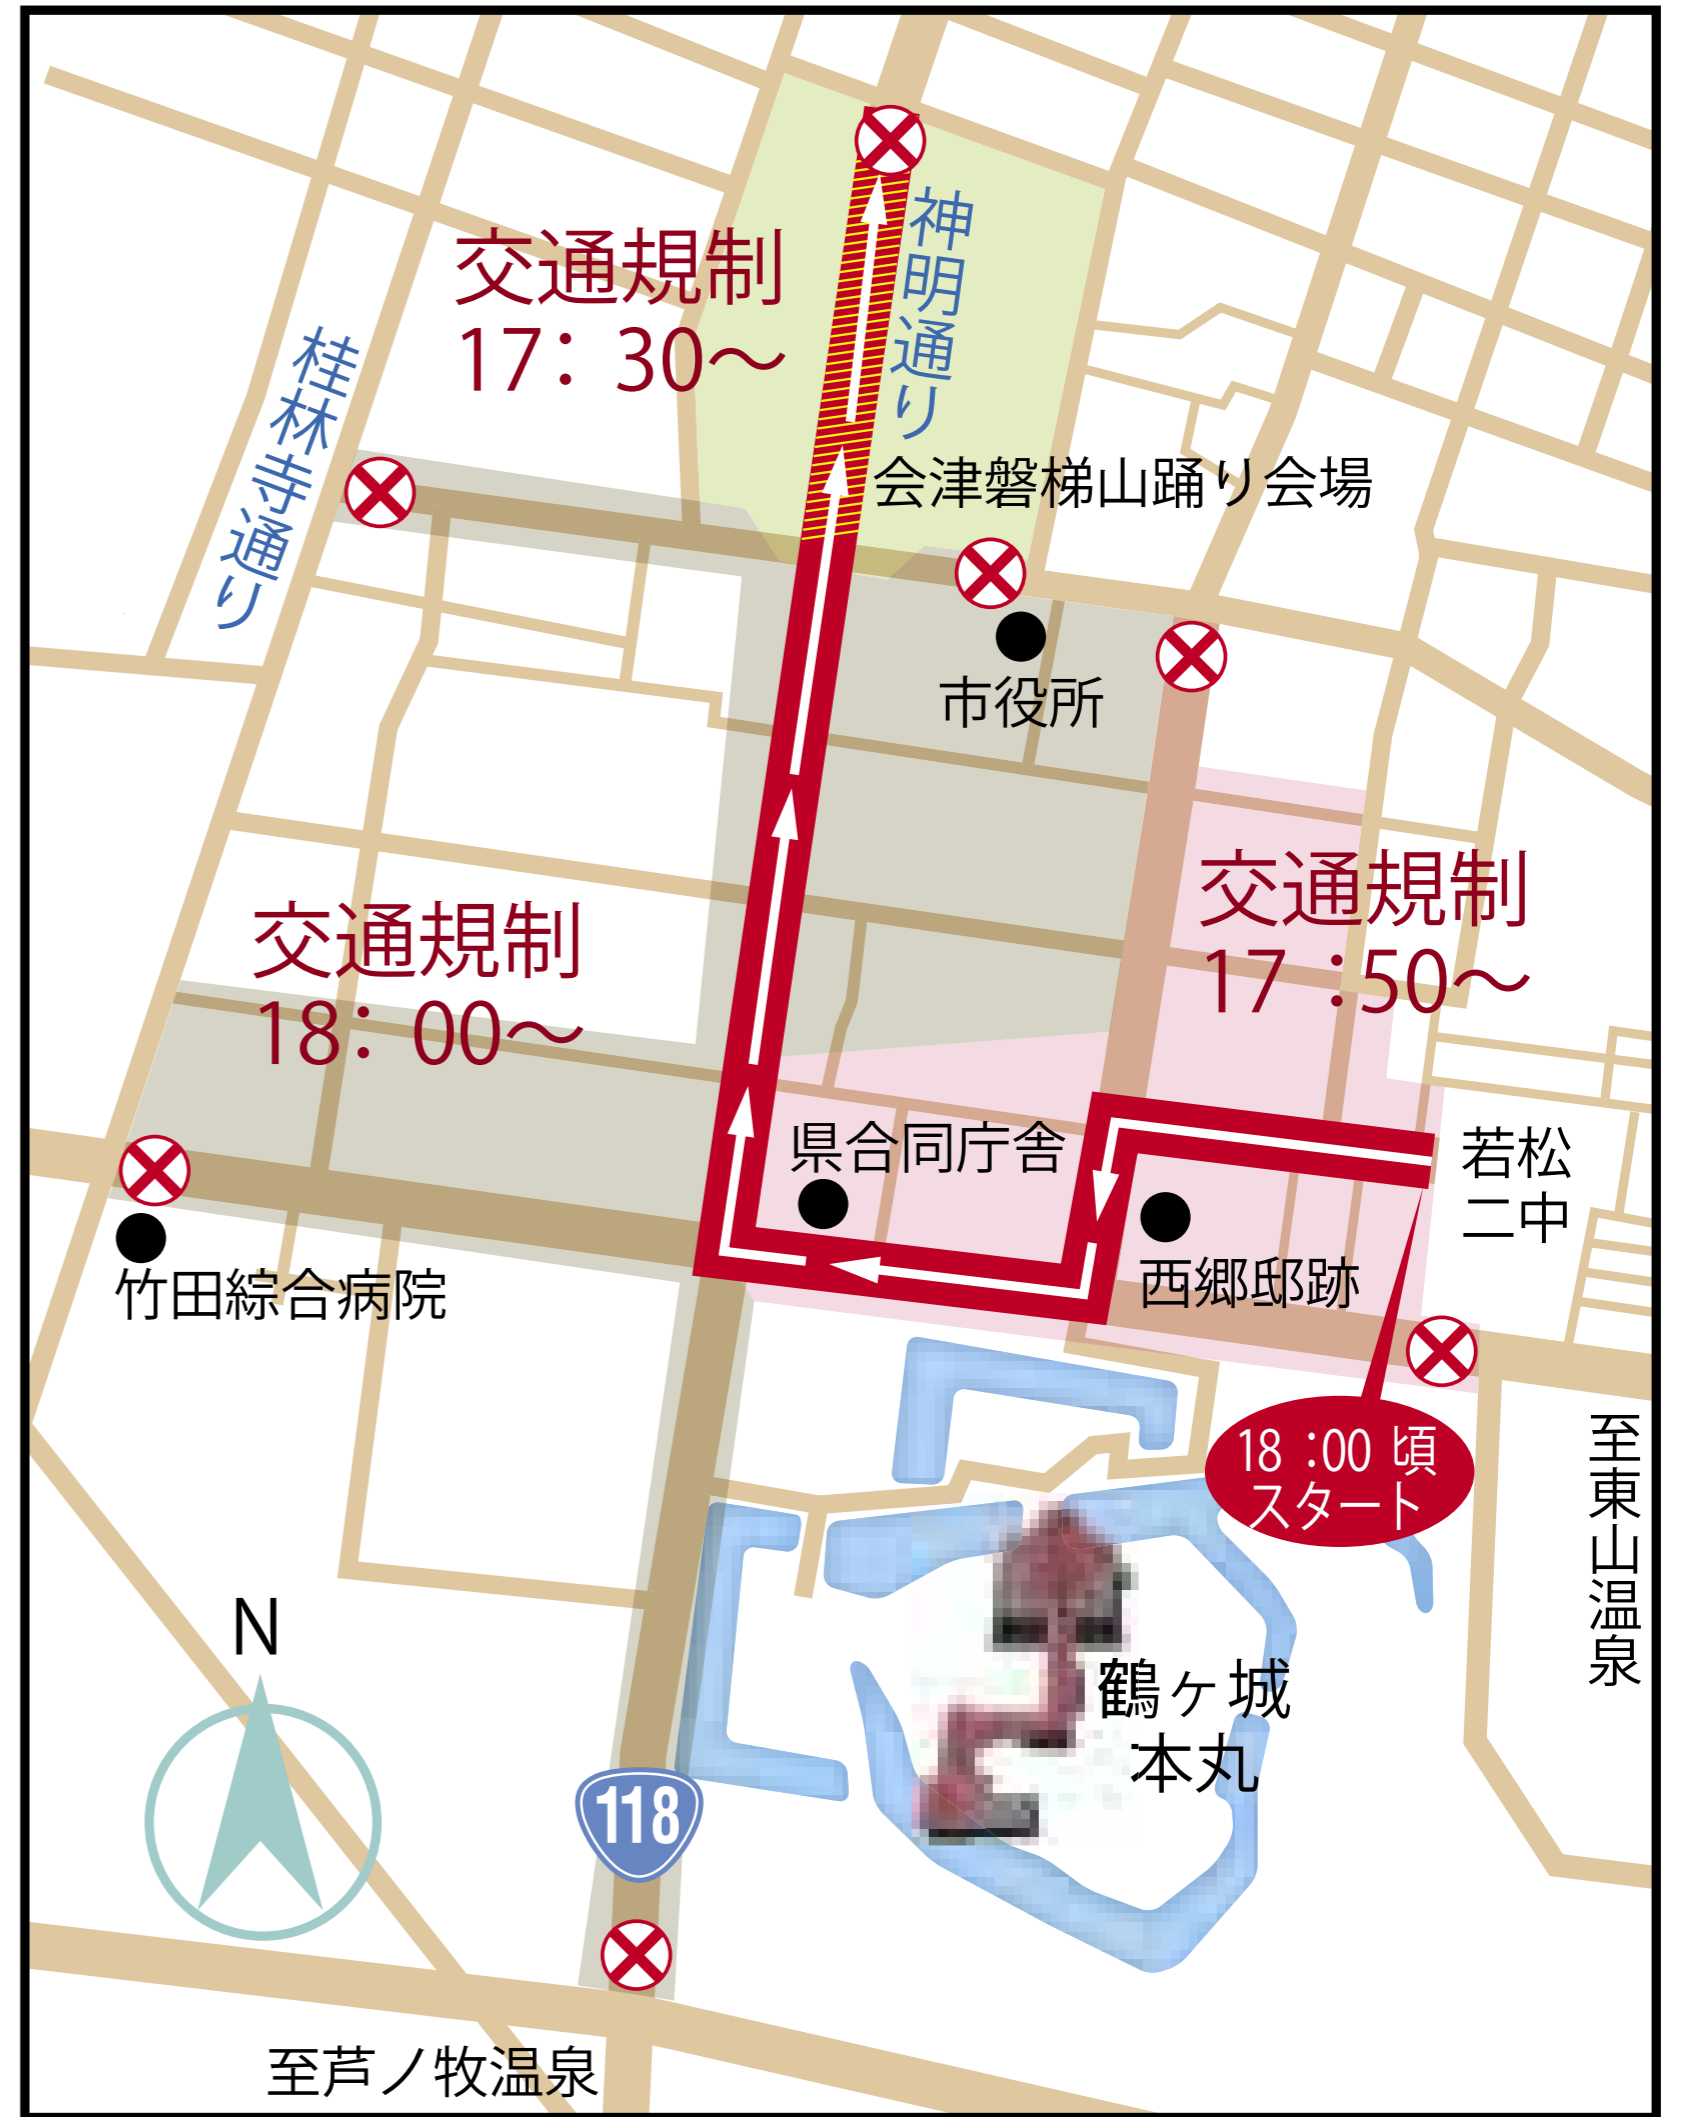 神明通り
交通規制
17：30～
桂林寺通り
会津磐梯山踊り会場
市役所
交通規制
17：50～
交通規制
18：00～
県合同庁舎
若松
二中
西郷邸跡
竹田綜合病院
18：00 頃
スタート
至東山温泉
N
鶴ヶ城
本丸
118
至芦ノ牧温泉